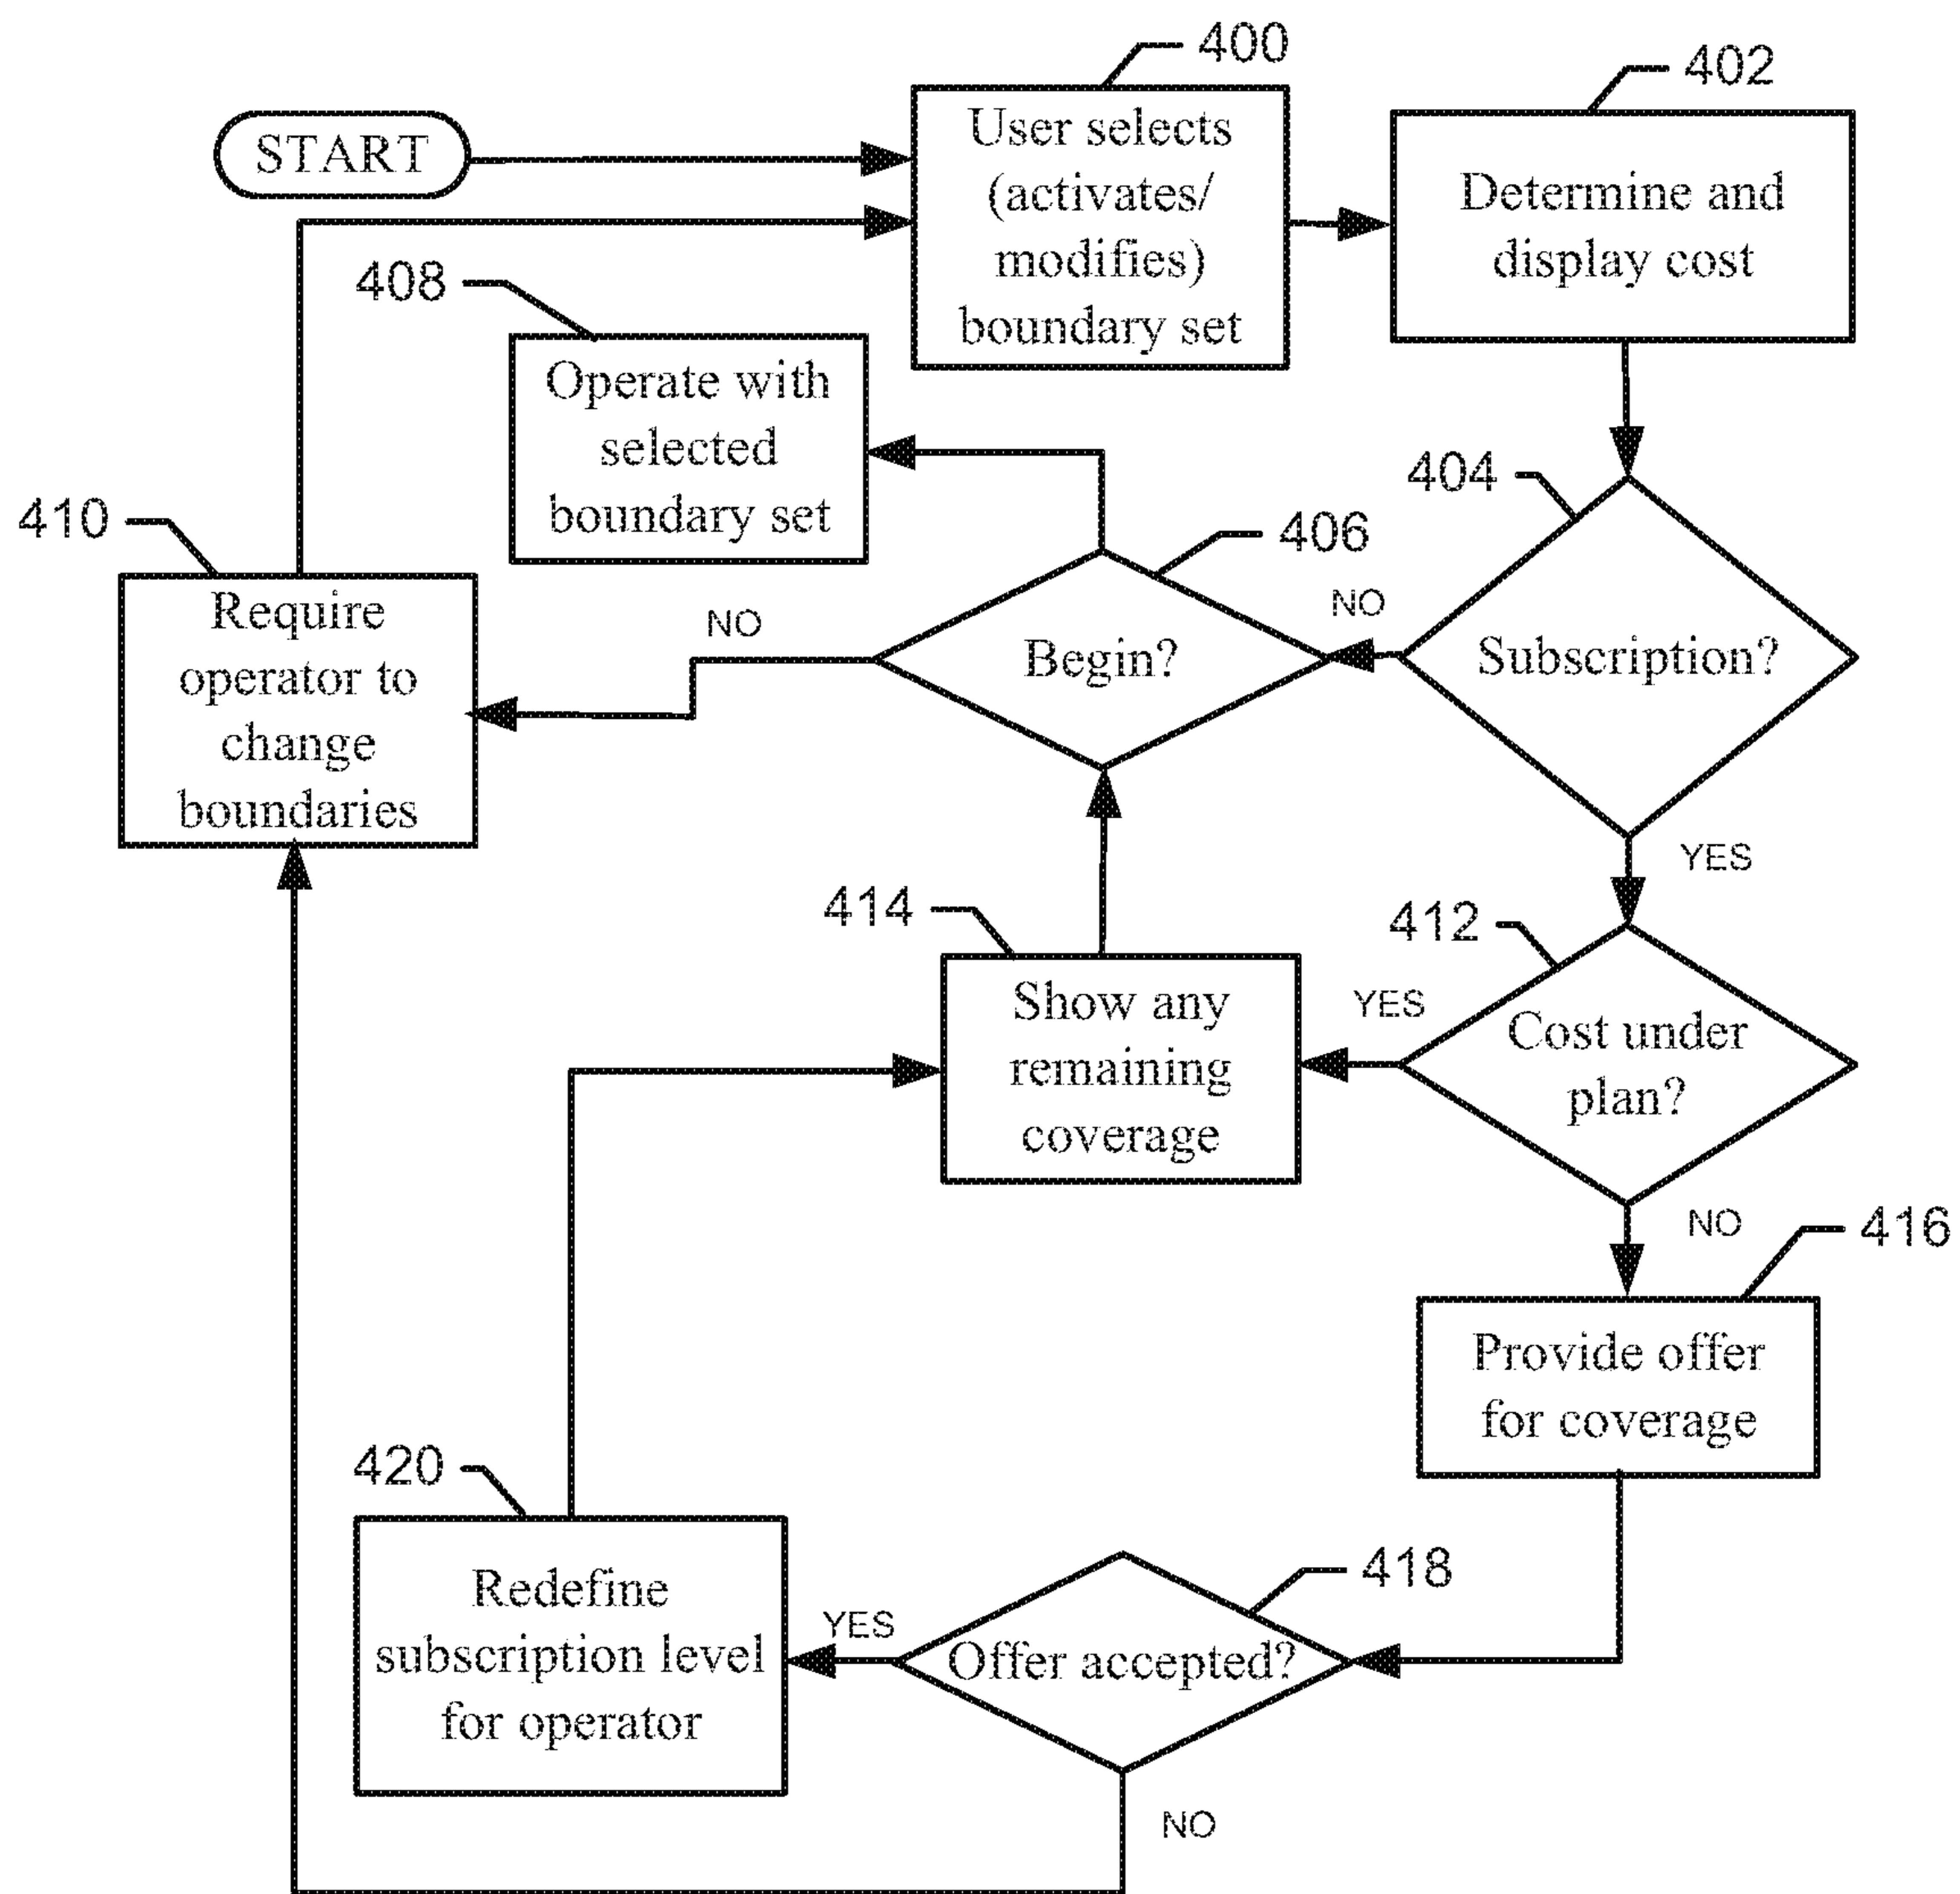 400
402
START
User selects
(activates/
modifies)
boundary set
Determine and
display cost
408
Operate with
selected
boundary set
404
410
406
Require
operator to
change
boundaries
NO
Begin?
NO
Subscription?
YES
414
412
Show any
remaining
coverage
YES
Cost under
plan?
NO
416
Provide offer
for coverage
420
418
Redefine
subscription level
for operator
YES
Offer accepted?
NO